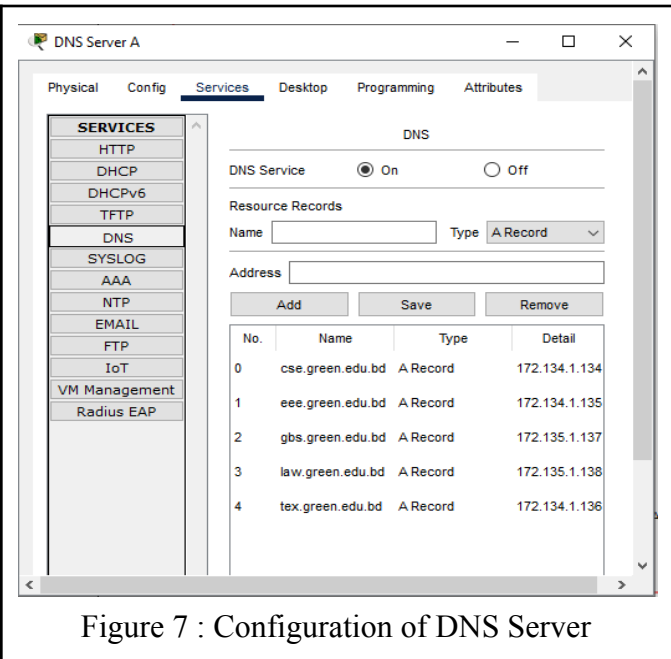 DNS Server A
Physical Config Services Desktop Programming Attributes
SERVICES
HTTP
DHCP
DHCPv6
TFTP
DNS
SYSLOG
AAA
NTP
EMAIL
FTP
IoT
VM Management
Radius EAP
DNS
DNS Service On Off
Resource Records
Name Type A Record
Address
Add Save Remove
No. Name Type Detail
0 cse.green.edu.bd A Record 172.134.1.134
1 eee.green.edu.bd A Record 172.134.1.135
2 gbs.green.edu.bd A Record 172.135.1.137
3 law.green.edu.bd A Record 172.135.1.138
4 tex.green.edu.bd A Record 172.134.1.136
Figure 7 : Configuration of DNS Server